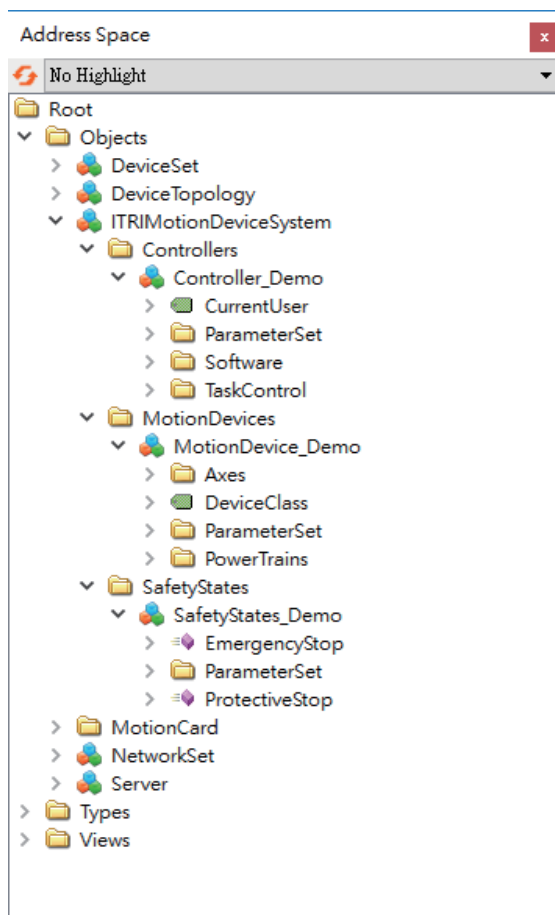 Address Space
x
No Highlight
Root
Objects
DeviceSet
DeviceTopology
ITRIMotionDeviceSystem
Controllers
Controller_Demo
CurrentUser
ParameterSet
Software
TaskControl
MotionDevices
MotionDevice_Demo
Axes
DeviceClass
ParameterSet
PowerTrains
SafetyStates
SafetyStates_Demo
EmergencyStop
ParameterSet
ProtectiveStop
MotionCard
NetworkSet
Server
Types
Views